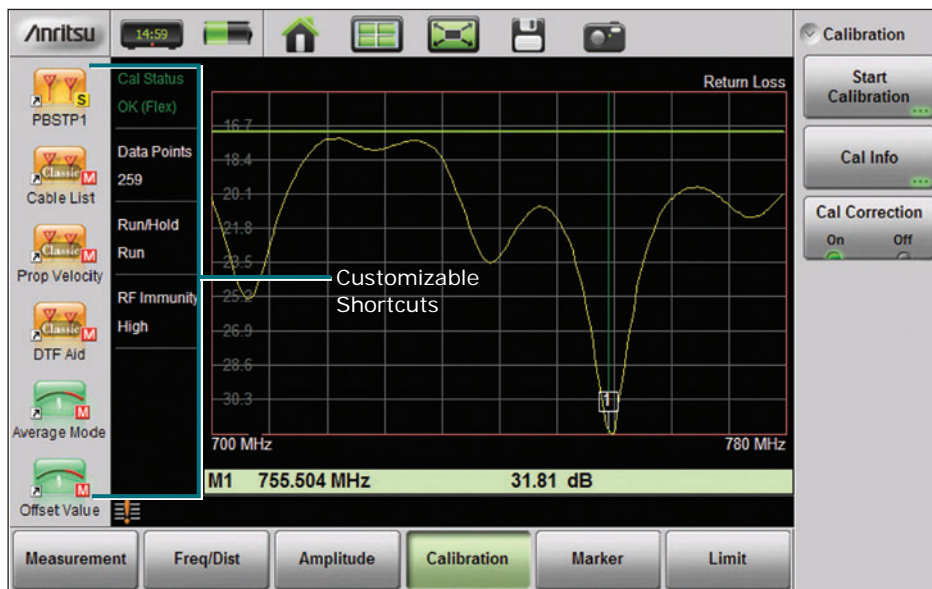 Anritsu
14:59
Calibration
PBSTP1
S
Classic M
Cable List
Classic M
Prop Velocity
Classic M
DTF Aid
M
Average Mode
M
Offset Value
Cal Status
OK (Flex)
Data Points
259
Run/Hold
Run
RF Immunity
High
Return Loss
16.7
18.4
20.1
21.8
23.5
25.2
26.9
28.6
30.3
1
700 MHz
780 MHz
M1 755.504 MHz 31.81 dB
Customizable
Shortcuts
Start
Calibration
Cal Info
Cal Correction
On Off
Measurement
Freq/Dist
Amplitude
Calibration
Marker
Limit